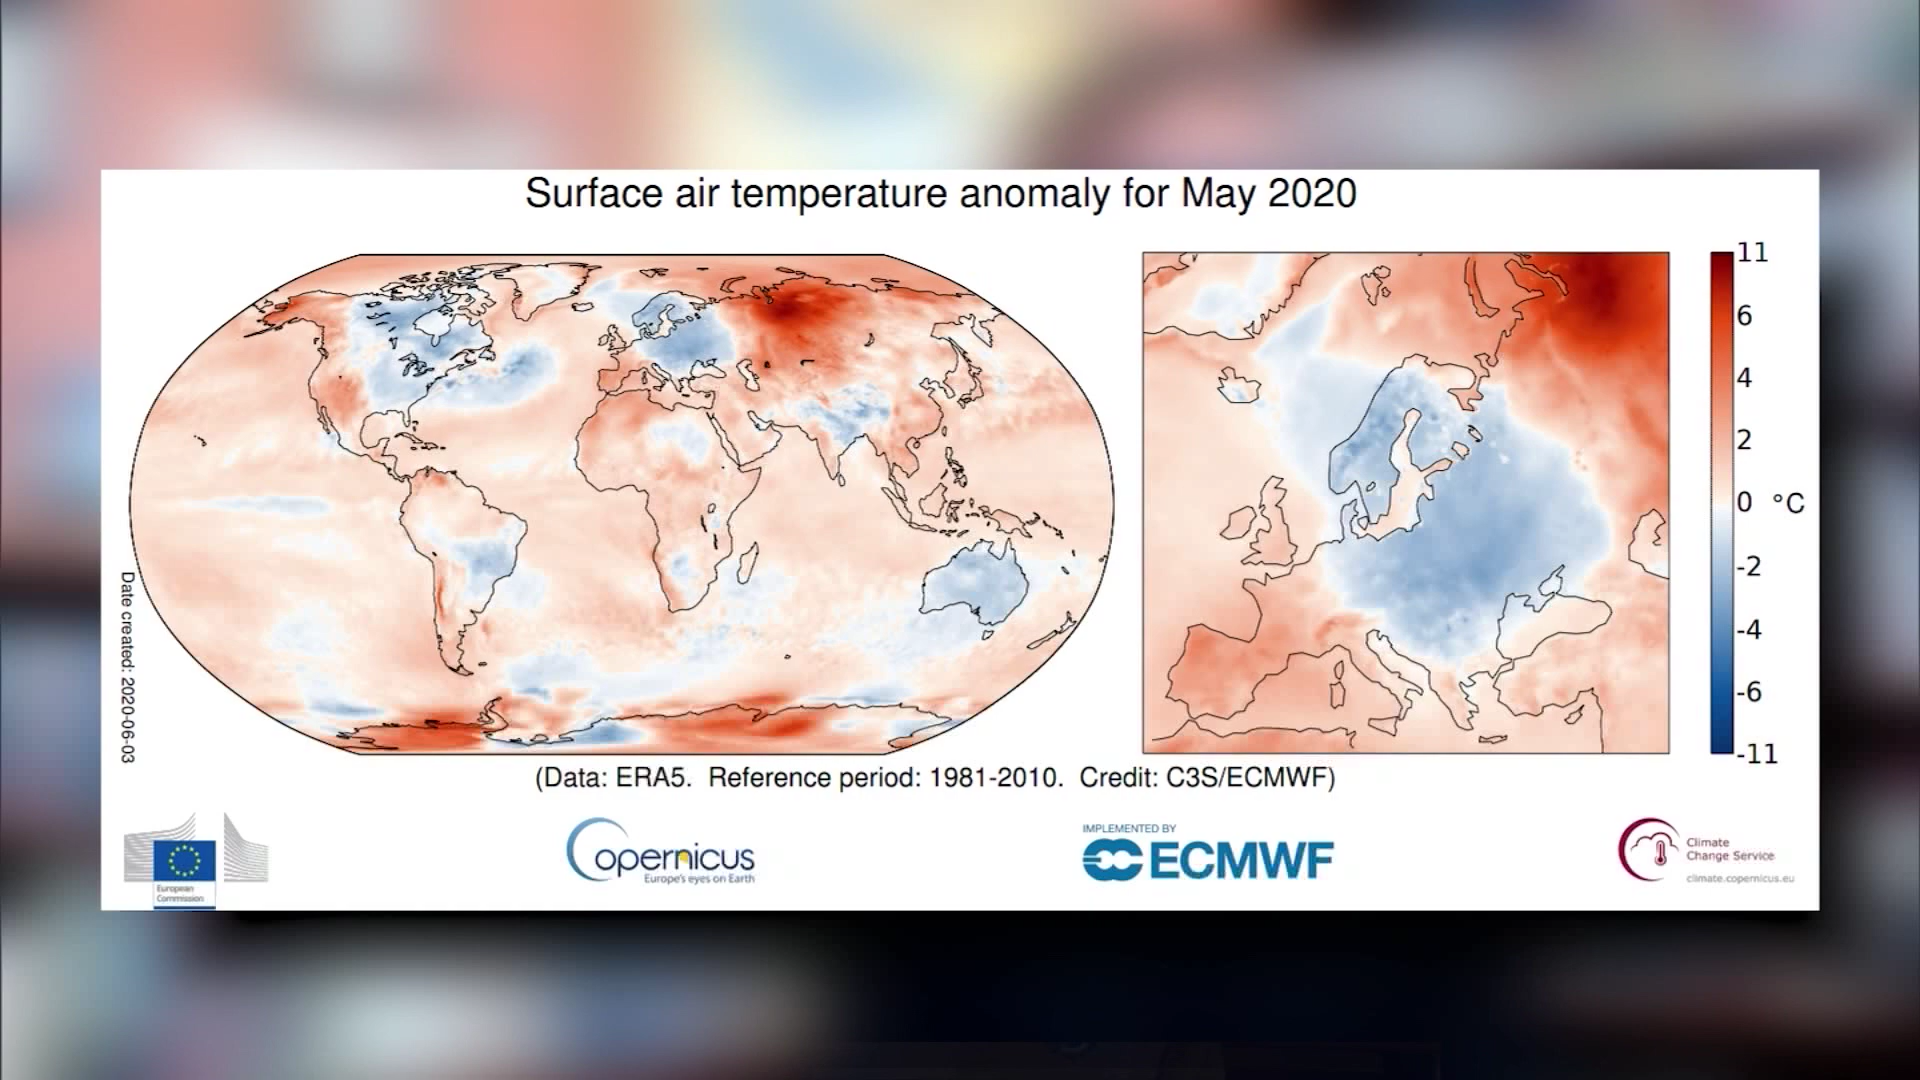 Surface air temperature anomaly for May 2020
Date created: 2020-06-03
11
6
4
2
0 °C
-2
-4
-6
-11
(Data: ERA5. Reference period: 1981-2010. Credit: C3S/ECMWF)
European
Commission
opernicus
Europe's eyes on Earth
IMPLEMENTED BY
ECMWF
Climate
Change Service
climate.copernicus.eu